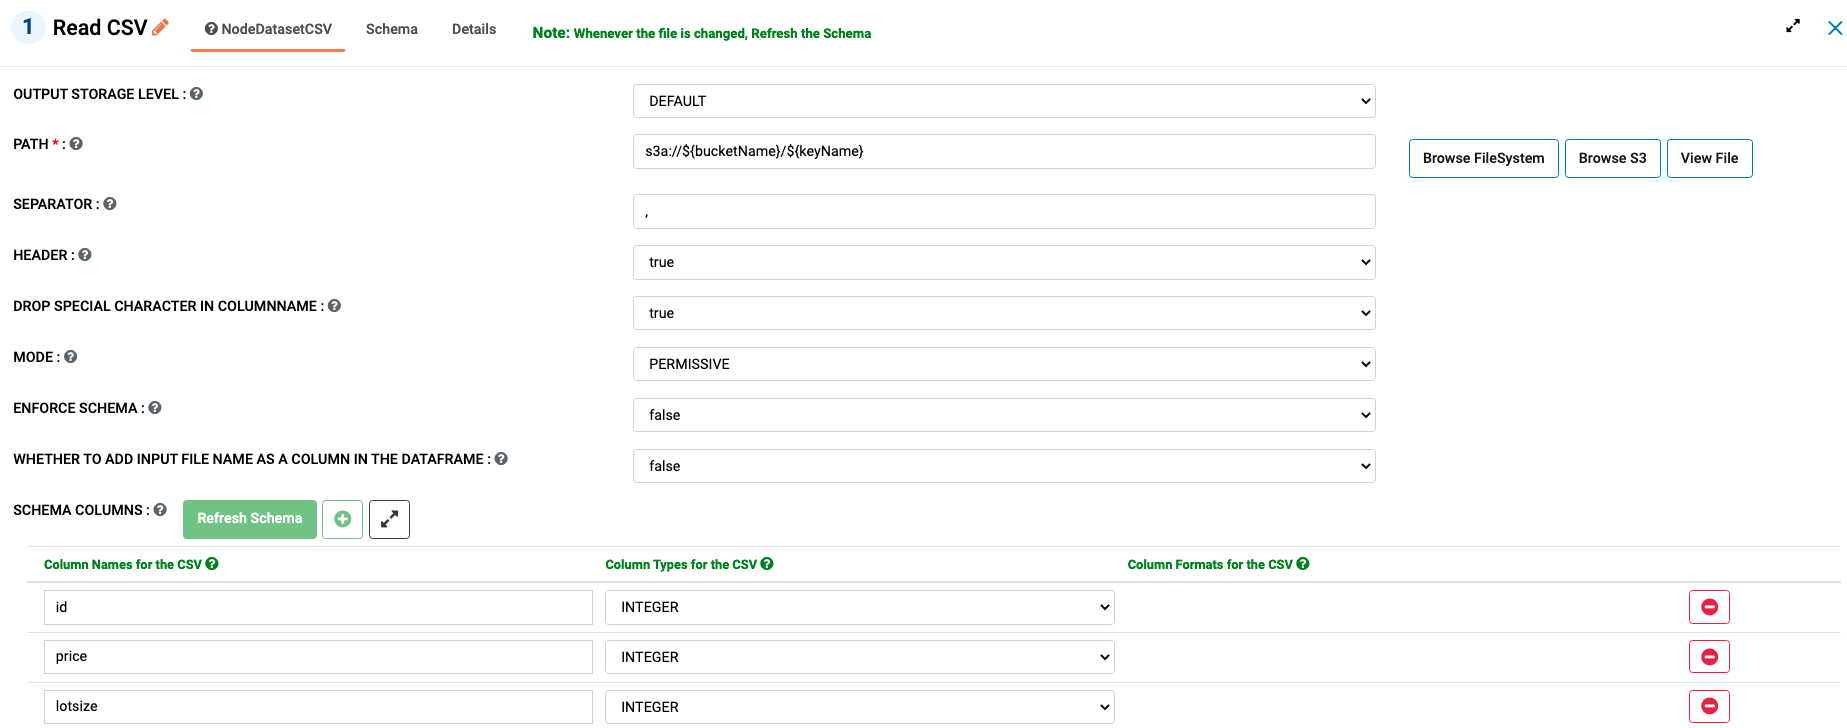 1 Read CSV NodeDatasetCSV Schema Details Note: Whenever the file is changed, Refresh the Schema
OUTPUT STORAGE LEVEL : DEFAULT
PATH * : s3a://${bucketName}/${keyName} Browse FileSystem Browse S3 View File
SEPARATOR : ,
HEADER : true
DROP SPECIAL CHARACTER IN COLUMNNAME : true
MODE : PERMISSIVE
ENFORCE SCHEMA : false
WHETHER TO ADD INPUT FILE NAME AS A COLUMN IN THE DATAFRAME : false
SCHEMA COLUMNS : Refresh Schema
Column Names for the CSV Column Types for the CSV Column Formats for the CSV
id INTEGER
price INTEGER
lotsize INTEGER